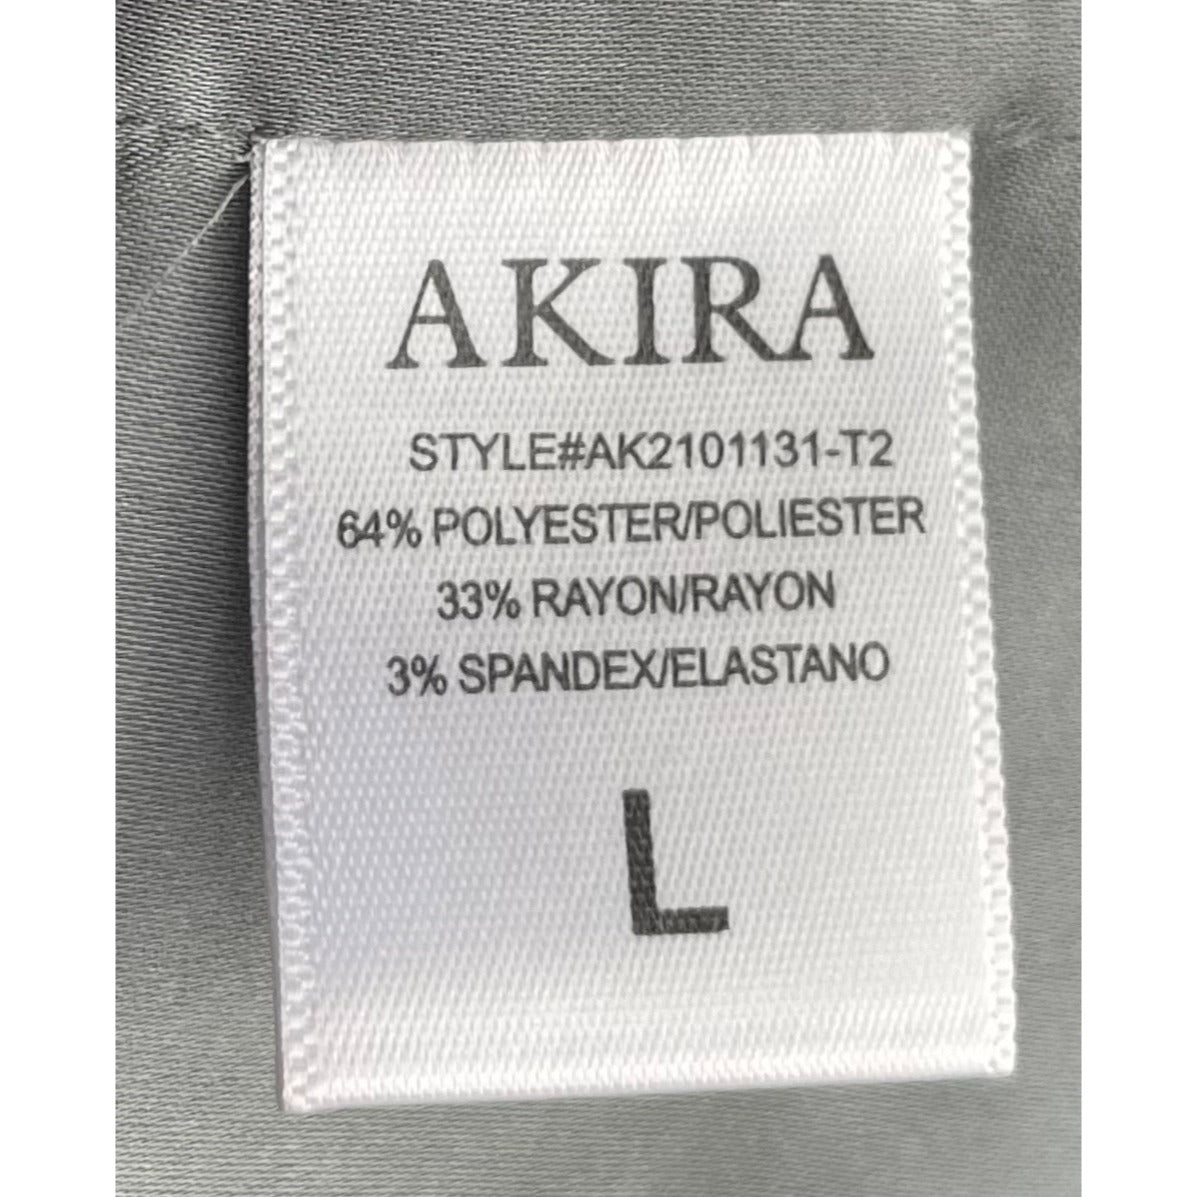 AKIRA
STYLE#AK2101131-T2
64% POLYESTER/POLIESTER
33% RAYON/RAYON
3% SPANDEX/ELASTANO
L